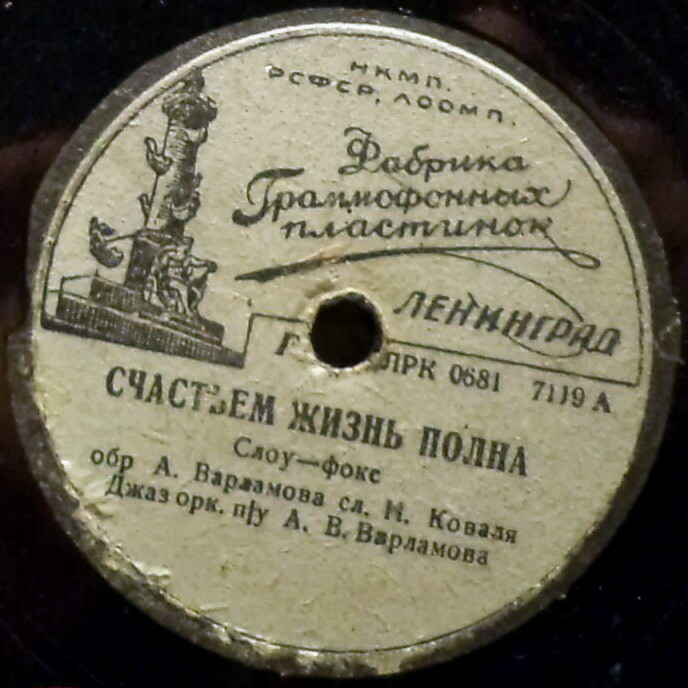 НКМП.
РСФСР, ЛООМП.
Фабрика
Граммофонных
пластинок
ЛЕНИНГРАД
Г ЛРК 0681 7119 А
СЧАСТЬЕМ ЖИЗНЬ ПОЛНА
Слоу—фокс
обр А. Варламова сл. Н. Коваля
Джаз орк. п/у А. В. Варламова